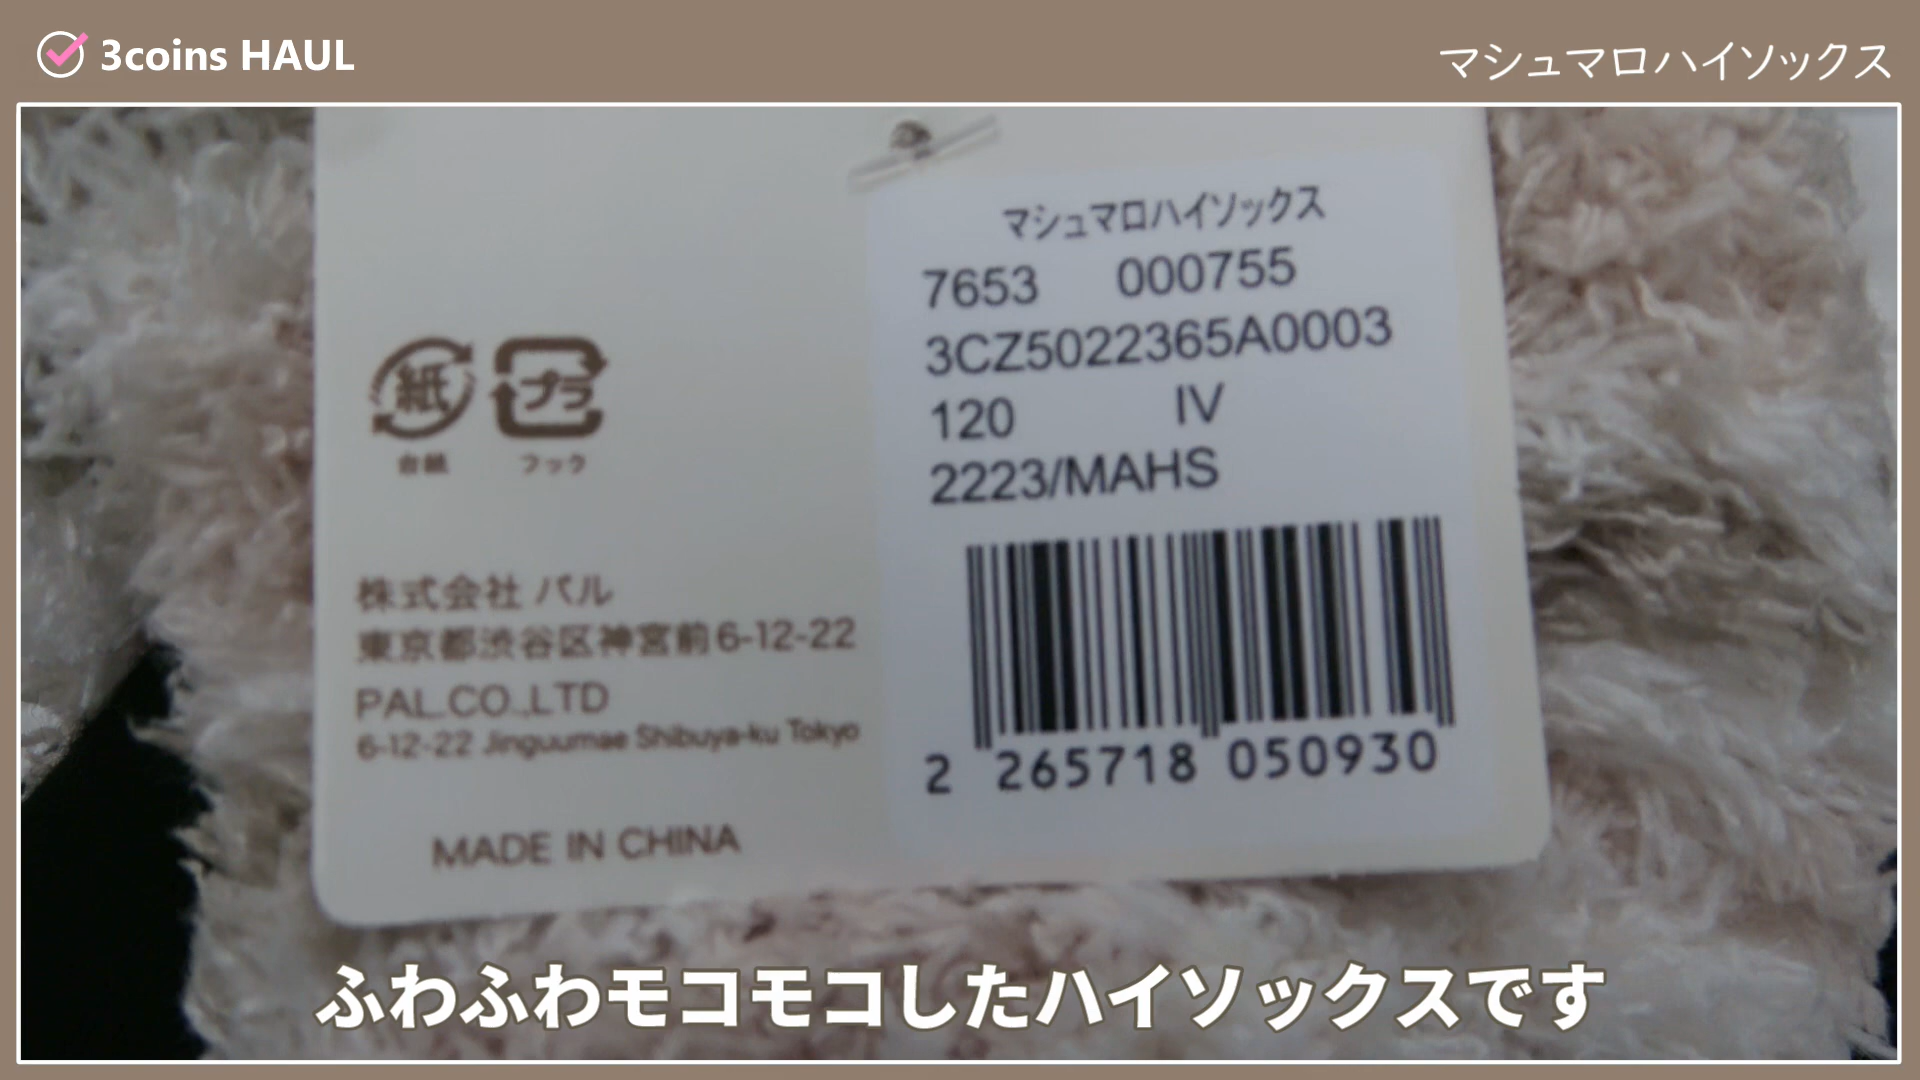 3coins HAUL
マシュマロハイソックス
マシュマロハイソックス
7653 000755
3CZ5022365A0003
120 IV
2223/MAHS
2 265718 050930
紙 プラ
台紙 フック
株式会社 パル
東京都渋谷区神宮前6-12-22
PAL.CO.,LTD
6-12-22 Jinguumae Shibuya-ku Tokyo
MADE IN CHINA
ふわふわモコモコしたハイソックスです